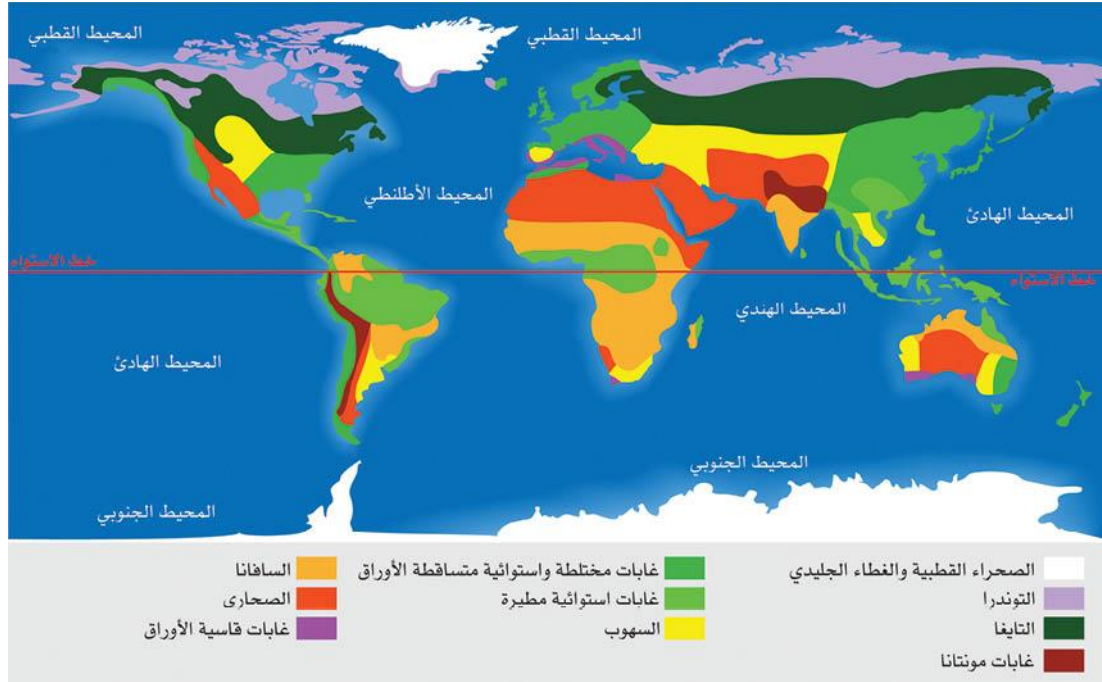 المحيط القطبي
المحيط القطبي
المحيط الأطلنطي
المحيط الهادئ
خط الاستواء
خط الاستواء
المحيط الهندي
المحيط الهادئ
المحيط الجنوبي
المحيط الجنوبي
الصحراء القطبية والغطاء الجليدي
التوندرا
التايغا
غابات مونتانا
غابات مختلطة واستوائية متساقطة الأوراق
غابات استوائية مطيرة
السهوب
السافانا
الصحارى
غابات قاسية الأوراق